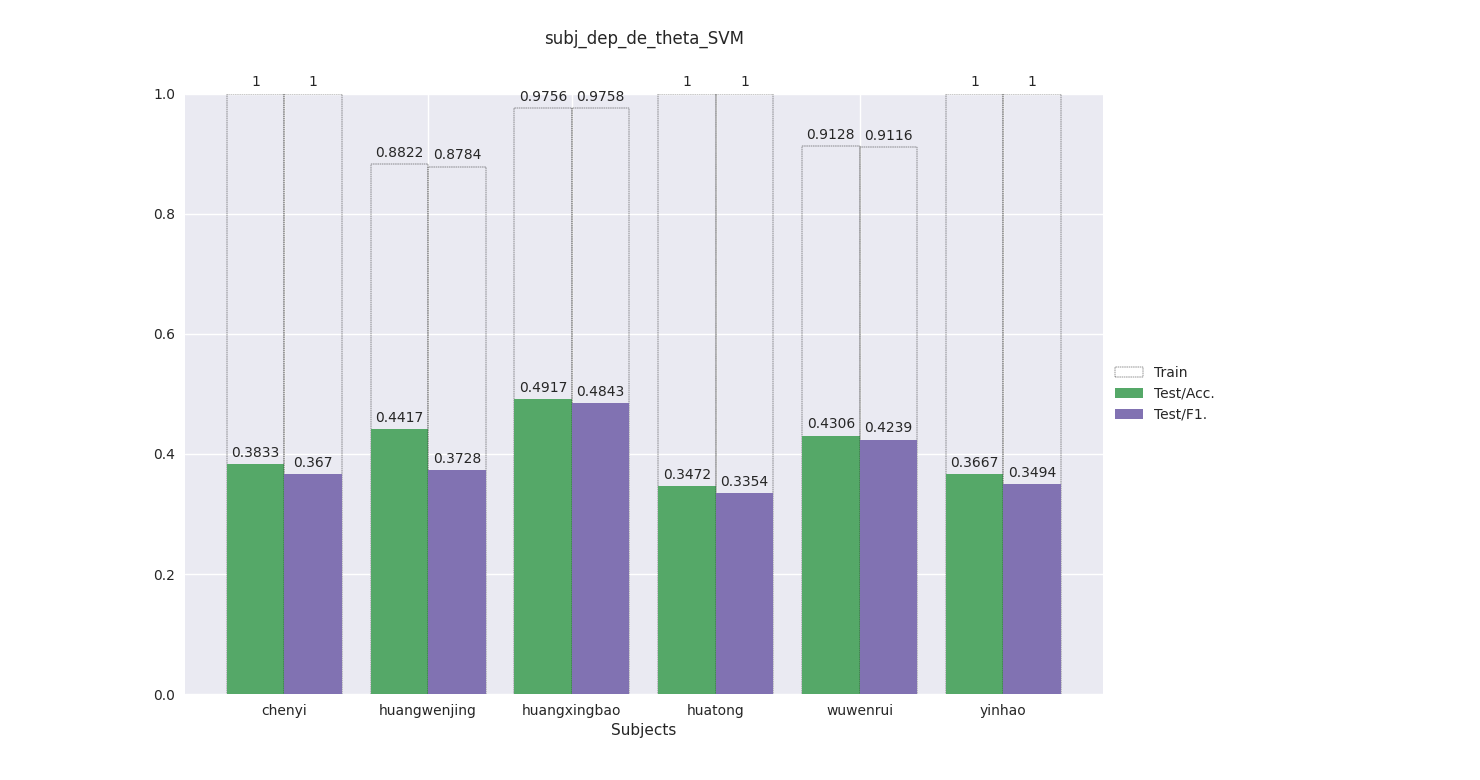 subj_dep_de_theta_SVM
1 1 1 1 1 1
0.9756 0.9758
0.9128 0.9116
0.8822 0.8784
0.4917 0.4843
0.4417 0.4306 0.4239
0.3833 0.367 0.3728 0.3667 0.3494
0.3472 0.3354
1.0
0.8
0.6
0.4
0.2
0.0
Train
Test/Acc.
Test/F1.
chenyi huangwenjing huangxingbao huatong wuwenrui yinhao
Subjects